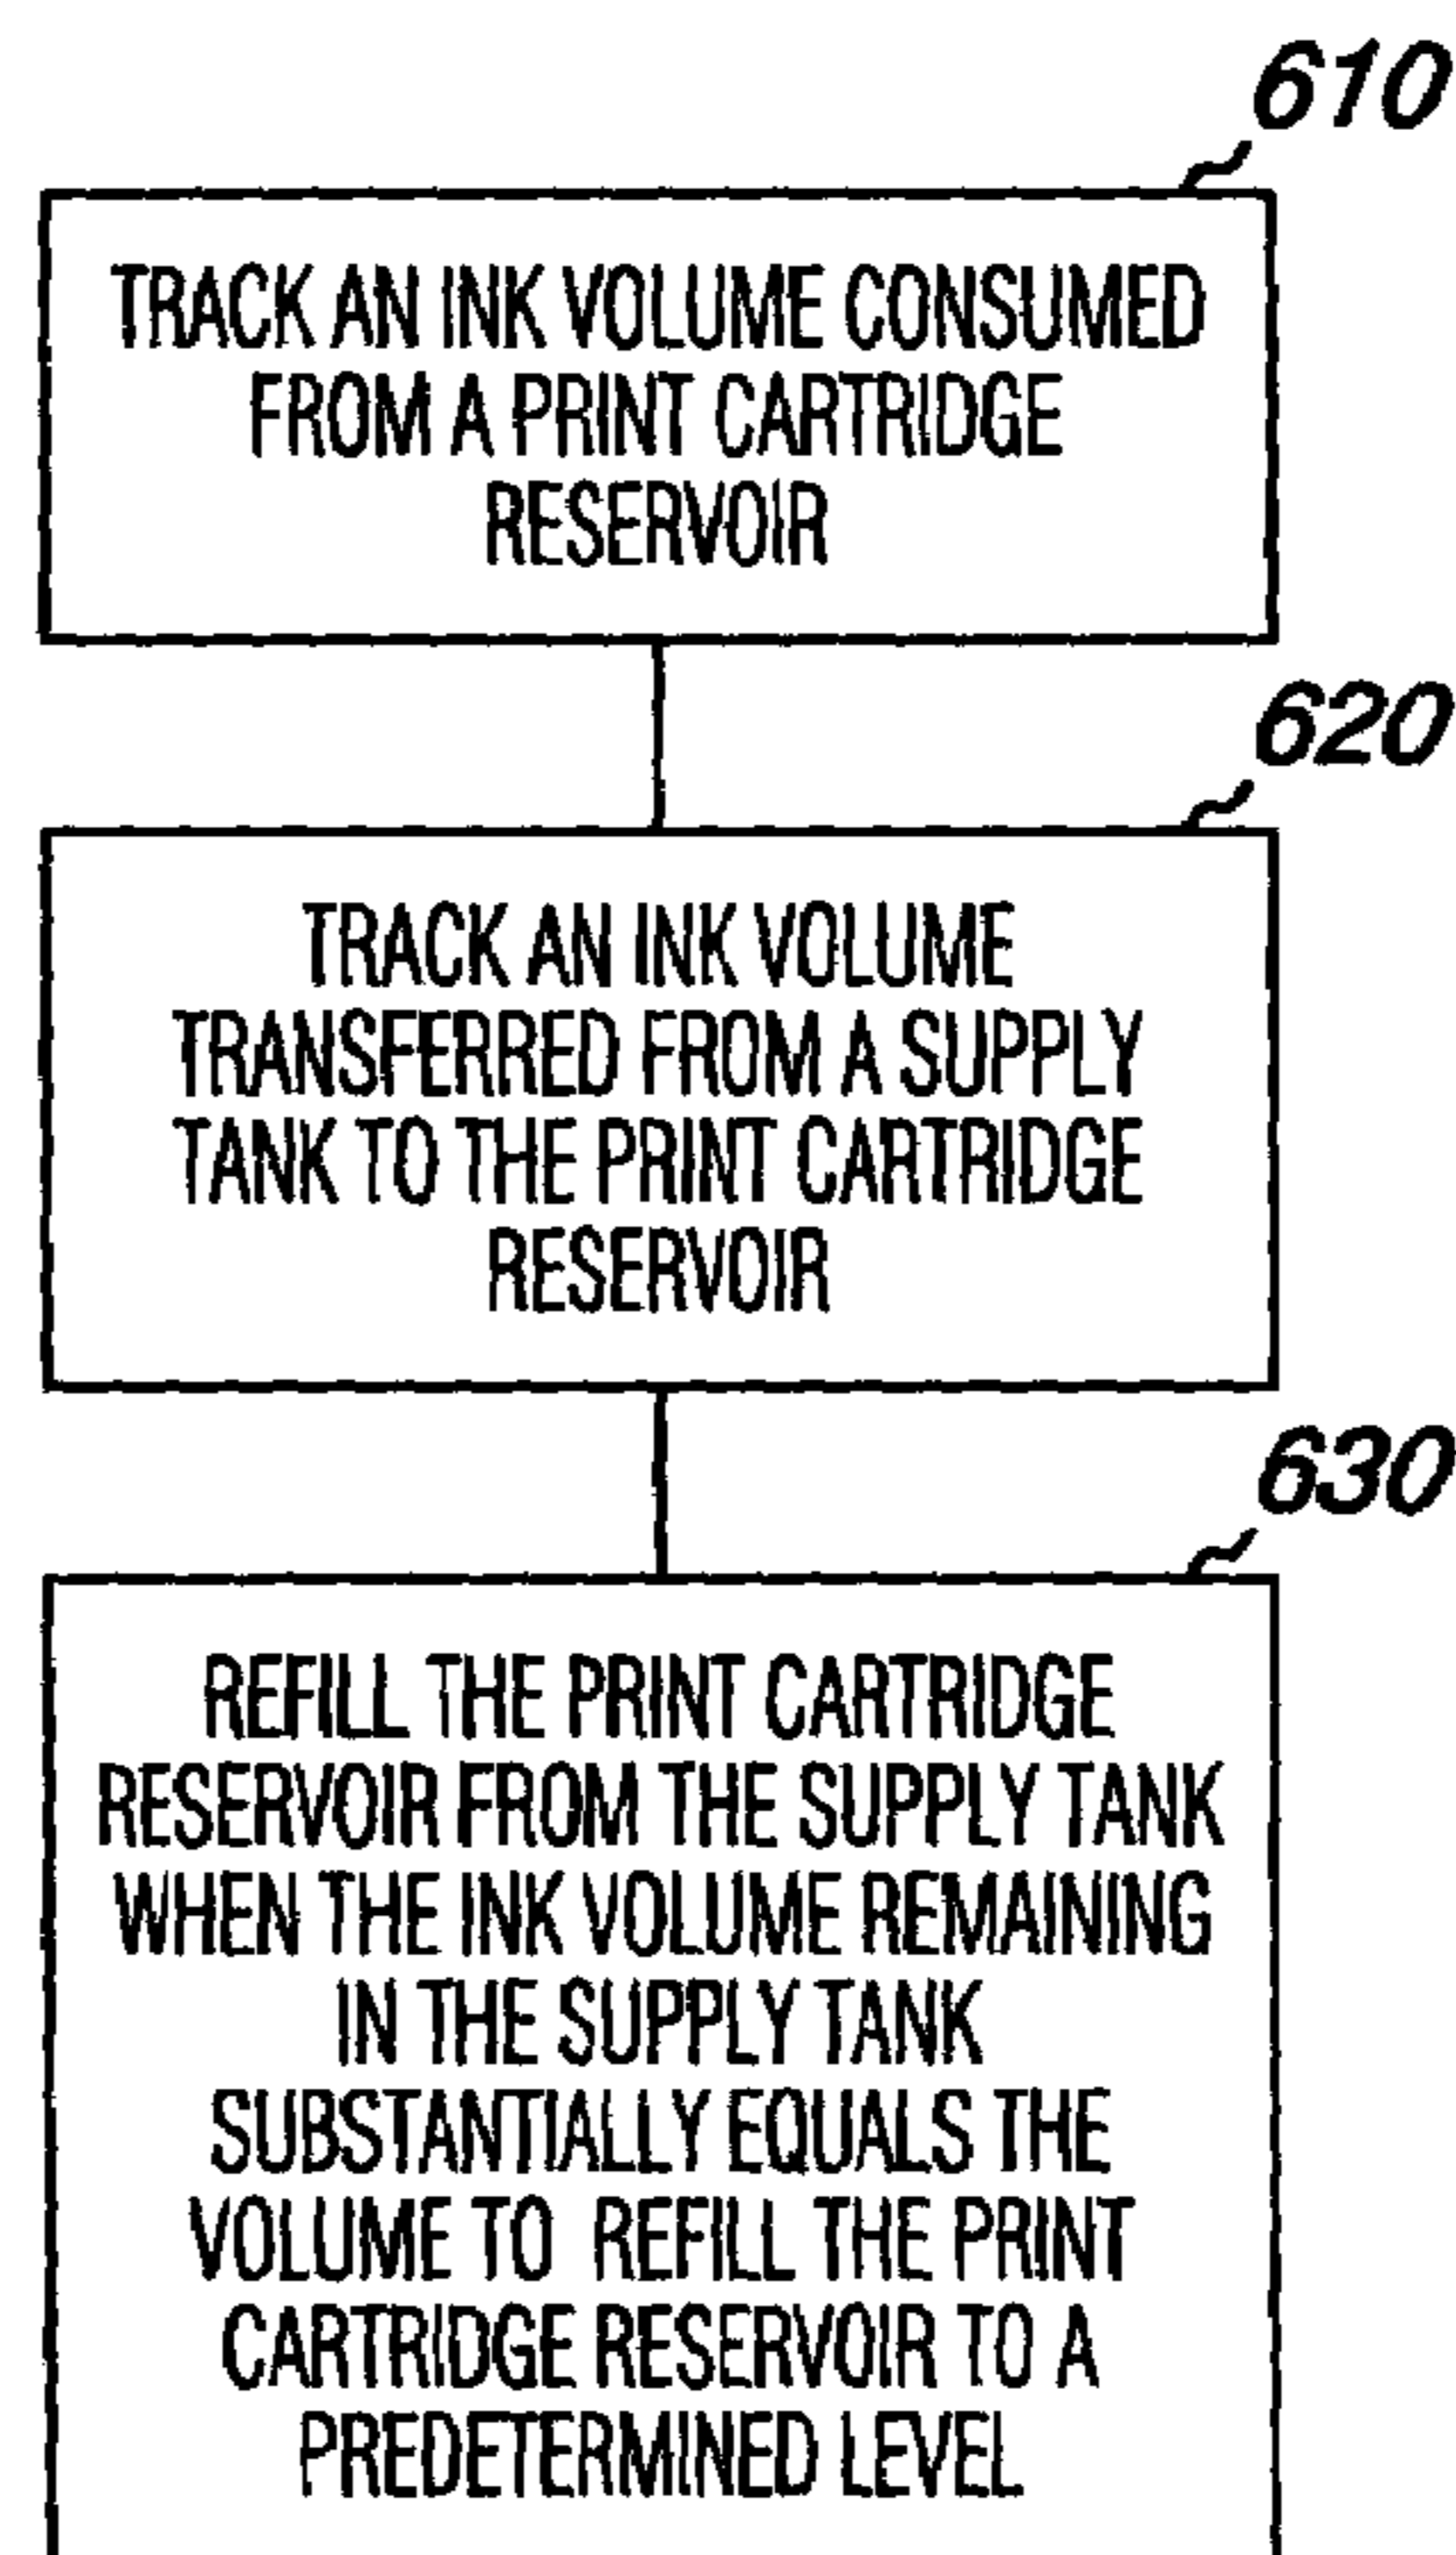 610
TRACK AN INK VOLUME CONSUMED
FROM A PRINT CARTRIDGE
RESERVOIR
620
TRACK AN INK VOLUME
TRANSFERRED FROM A SUPPLY
TANK TO THE PRINT CARTRIDGE
RESERVOIR
630
REFILL THE PRINT CARTRIDGE
RESERVOIR FROM THE SUPPLY TANK
WHEN THE INK VOLUME REMAINING
IN THE SUPPLY TANK
SUBSTANTIALLY EQUALS THE
VOLUME TO REFILL THE PRINT
CARTRIDGE RESERVOIR TO A
PREDETERMINED LEVEL